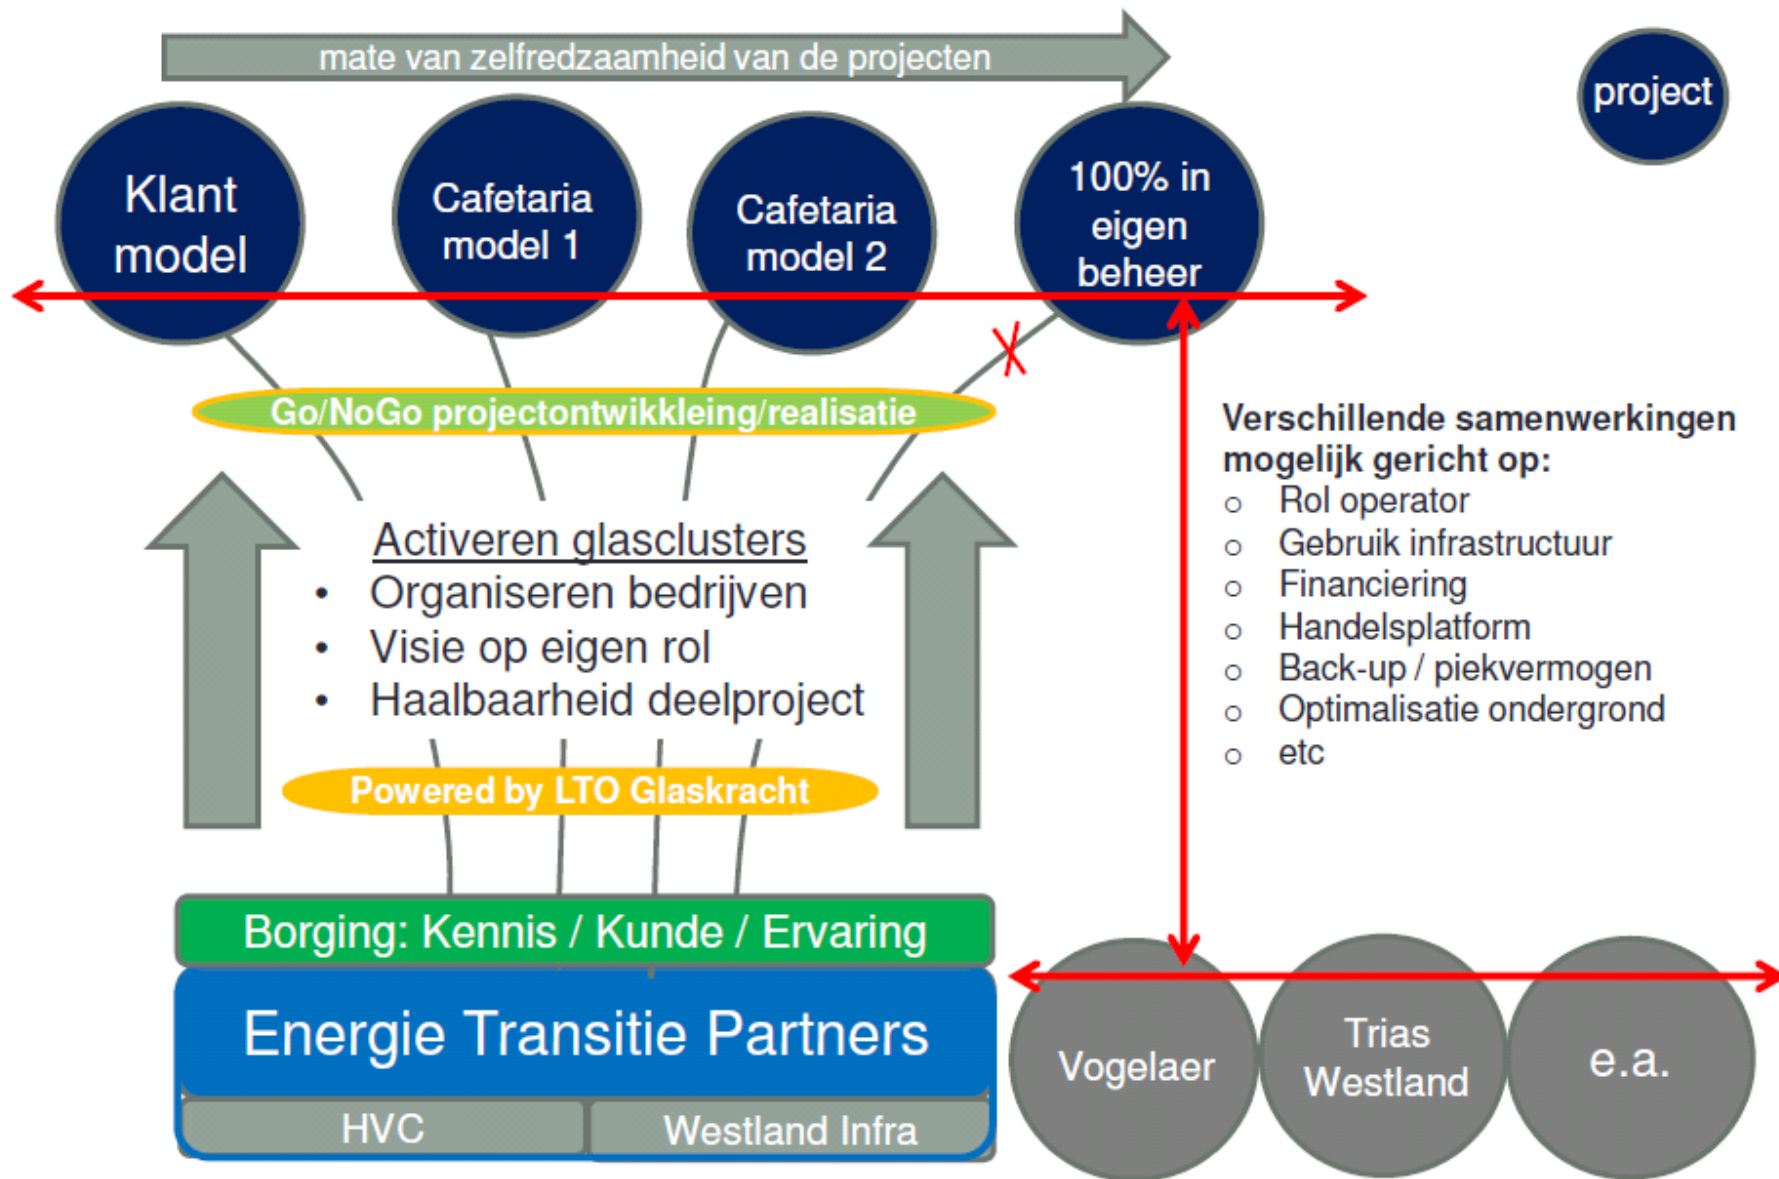 mate van zelfredzaamheid van de projecten
project
Klant
model
Cafetaria
model 1
Cafetaria
model 2
100% in
eigen
beheer
Go/NoGo projectontwikkleing/realisatie
Activeren glasclusters
• Organiseren bedrijven
• Visie op eigen rol
• Haalbaarheid deelproject
Powered by LTO Glaskracht
Verschillende samenwerkingen
mogelijk gericht op:
o Rol operator
o Gebruik infrastructuur
o Financiering
o Handelsplatform
o Back-up / piekvermogen
o Optimalisatie ondergrond
o etc
Borging: Kennis / Kunde / Ervaring
Energie Transitie Partners
HVC
Westland Infra
Vogelaer
Trias
Westland
e.a.